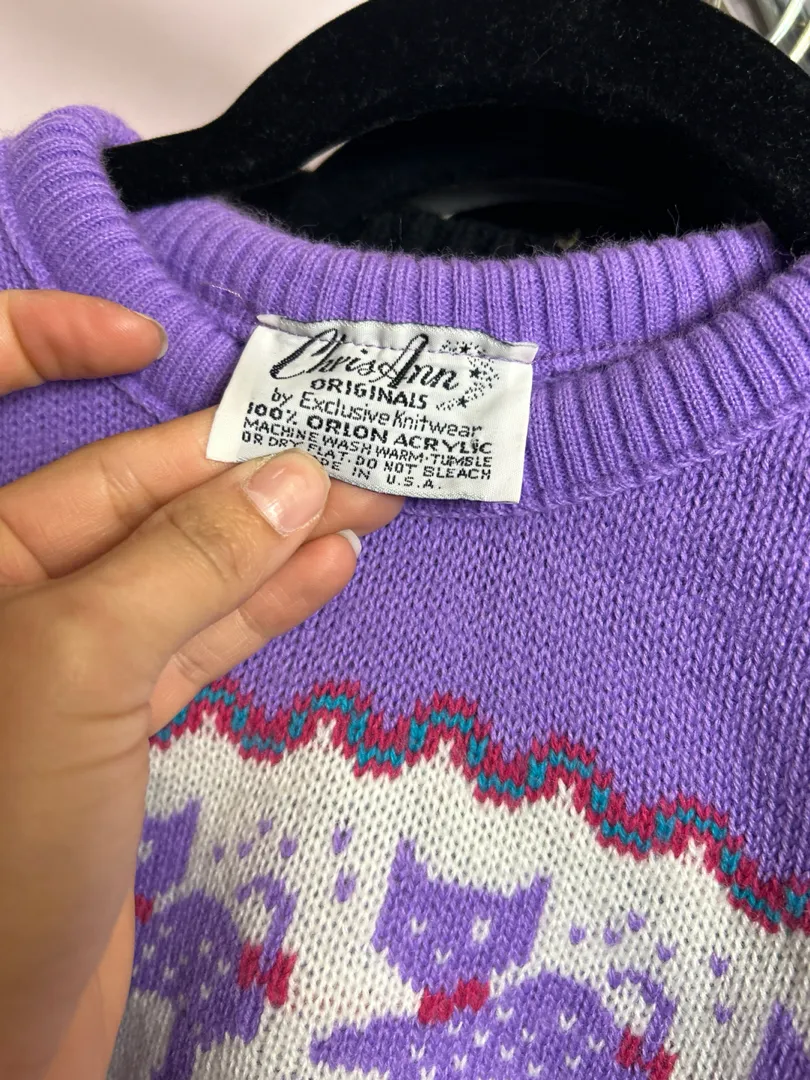 ChrisAnn
ORIGINALS
by Exclusive Knitwear
100% ORLON ACRYLIC
MACHINE WASH WARM·TUMBLE
OR DRY FLAT·DO NOT BLEACH
DE IN U.S.A.